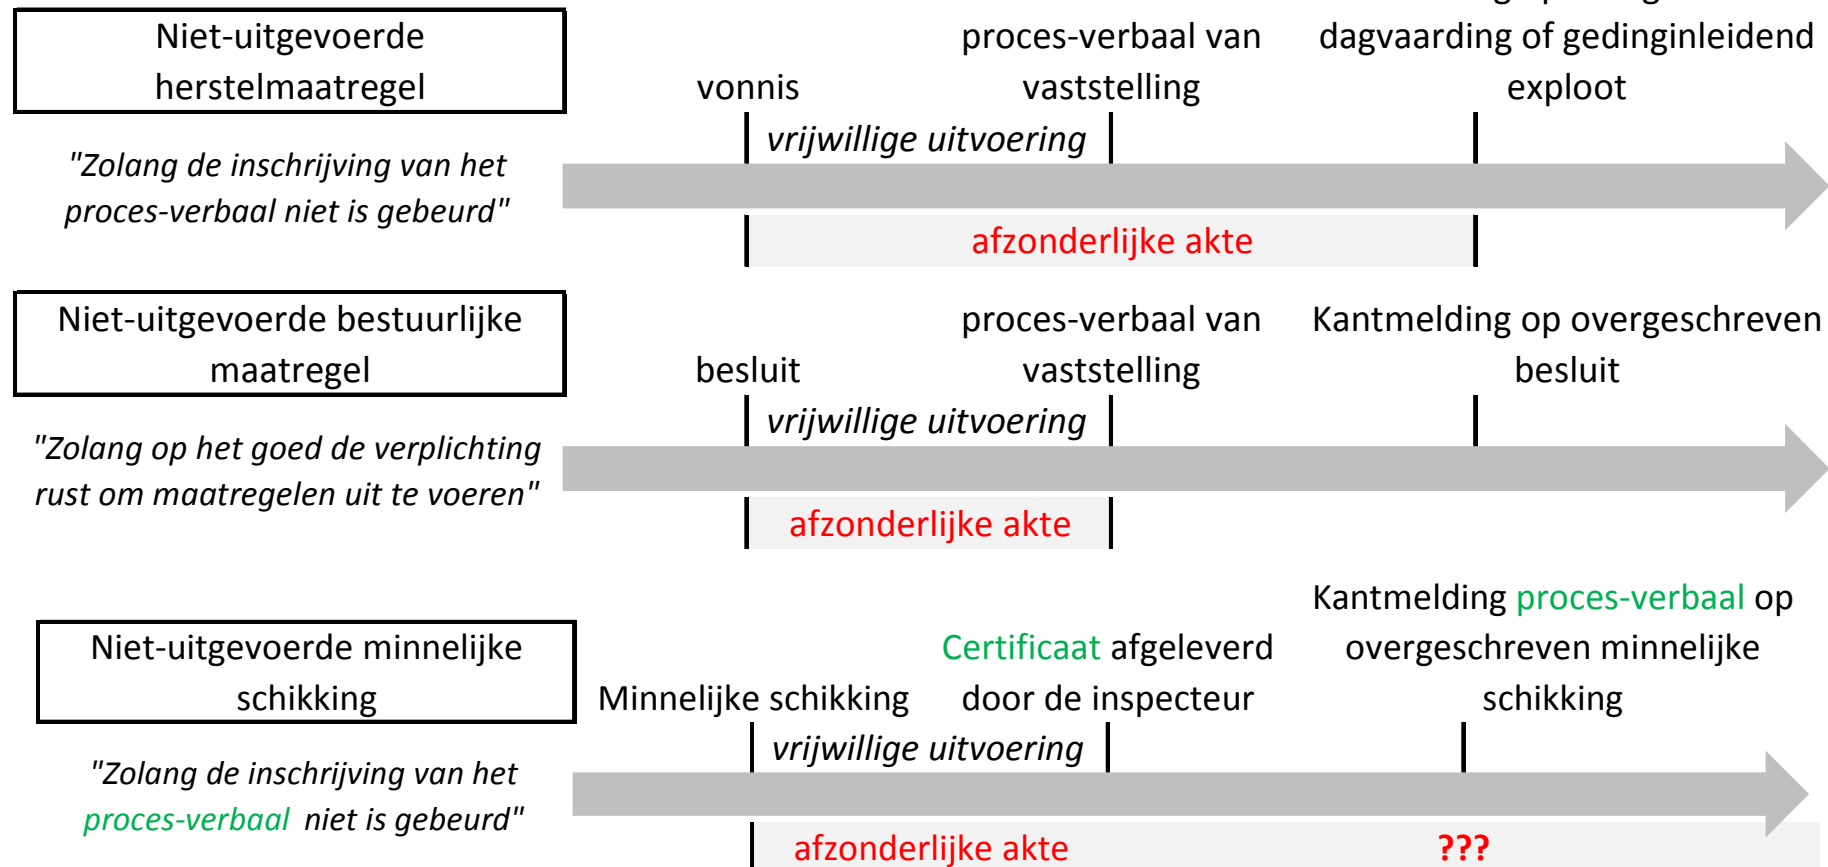 Niet-uitgevoerde
herstelmaatregel
"Zolang de inschrijving van het
proces-verbaal niet is gebeurd"
vonnis
proces-verbaal van
vaststelling
dagvaarding of gedinginleidend
exploot
vrijwillige uitvoering
afzonderlijke akte
Niet-uitgevoerde bestuurlijke
maatregel
"Zolang op het goed de verplichting
rust om maatregelen uit te voeren"
besluit
proces-verbaal van
vaststelling
Kantmelding op overgeschreven
besluit
vrijwillige uitvoering
afzonderlijke akte
Niet-uitgevoerde minnelijke
schikking
"Zolang de inschrijving van het
proces-verbaal niet is gebeurd"
Minnelijke schikking
Certificaat afgeleverd
door de inspecteur
Kantmelding proces-verbaal op
overgeschreven minnelijke
schikking
vrijwillige uitvoering
afzonderlijke akte
???